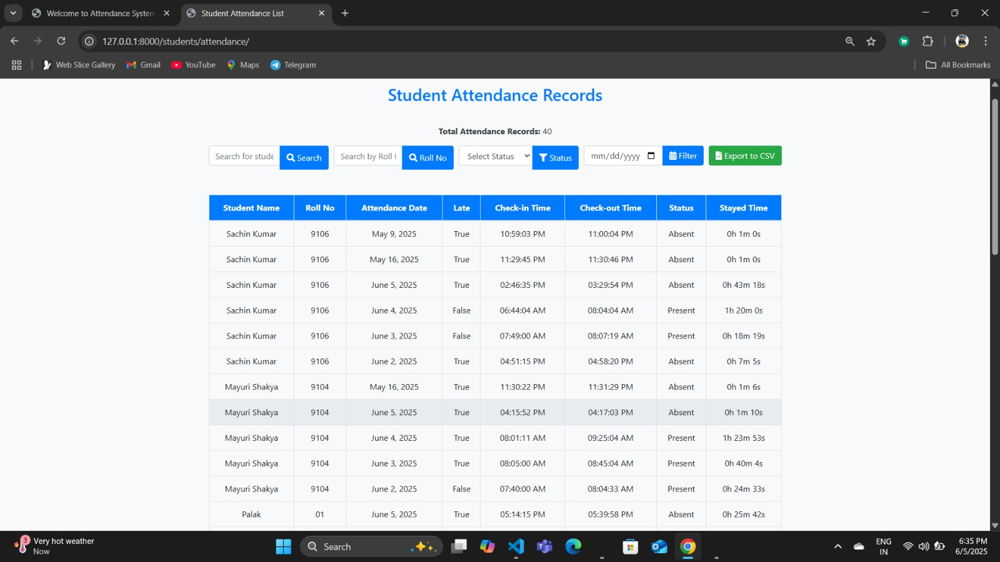 Welcome to Attendance System
Student Attendance List
127.0.0.1:8000/students/attendance/
Web Slice Gallery Gmail YouTube Maps Telegram All Bookmarks
Student Attendance Records
Total Attendance Records: 40
Search for stude Search Search by Roll Roll No Select Status Status mm/dd/yyyy Filter Export to CSV
Student Name Roll No Attendance Date Late Check-in Time Check-out Time Status Stayed Time
Sachin Kumar 9106 May 9, 2025 True 10:59:03 PM 11:00:04 PM Absent 0h 1m 0s
Sachin Kumar 9106 May 16, 2025 True 11:29:45 PM 11:30:46 PM Absent 0h 1m 0s
Sachin Kumar 9106 June 5, 2025 True 02:46:35 PM 03:29:54 PM Absent 0h 43m 18s
Sachin Kumar 9106 June 4, 2025 False 06:44:04 AM 08:04:04 AM Present 1h 20m 0s
Sachin Kumar 9106 June 3, 2025 False 07:49:00 AM 08:07:19 AM Present 0h 18m 19s
Sachin Kumar 9106 June 2, 2025 True 04:51:15 PM 04:58:20 PM Absent 0h 7m 5s
Mayuri Shakya 9104 May 16, 2025 True 11:30:22 PM 11:31:29 PM Absent 0h 1m 6s
Mayuri Shakya 9104 June 5, 2025 True 04:15:52 PM 04:17:03 PM Absent 0h 1m 10s
Mayuri Shakya 9104 June 4, 2025 True 08:01:11 AM 09:25:04 AM Present 1h 23m 53s
Mayuri Shakya 9104 June 3, 2025 True 08:05:00 AM 08:45:04 AM Present 0h 40m 4s
Mayuri Shakya 9104 June 2, 2025 False 07:40:00 AM 08:04:33 AM Present 0h 24m 33s
Palak 01 June 5, 2025 True 05:14:15 PM 05:39:58 PM Absent 0h 25m 42s
3 Very hot weather
Now
Search
ENG
IN
6:35 PM
6/5/2025